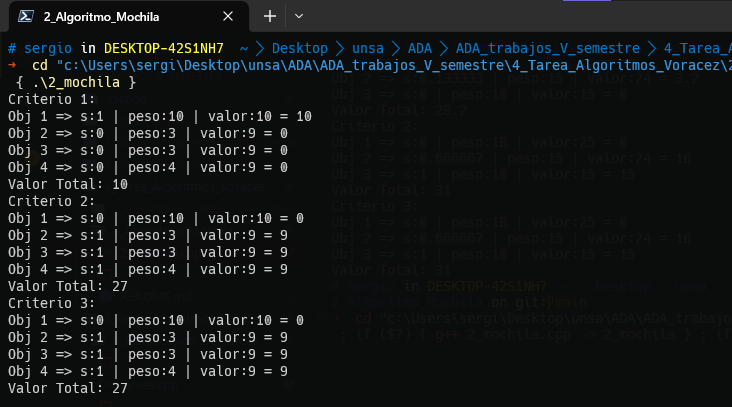 2_Algoritmo_Mochila
# sergio in DESKTOP-42S1NH7 ~ > Desktop > unsa > ADA > ADA_trabajos_V_semestre > 4_Tarea_A
➜ cd "c:\Users\sergi\Desktop\unsa\ADA\ADA_trabajos_V_semestre\4_Tarea_Algoritmos_Voracez\2
{ .\2_mochila }
Criterio 1:
Obj 1 => s:1 | peso:10 | valor:10 = 10
Obj 2 => s:0 | peso:3 | valor:9 = 0
Obj 3 => s:0 | peso:3 | valor:9 = 0
Obj 4 => s:0 | peso:4 | valor:9 = 0
Valor Total: 10
Criterio 2:
Obj 1 => s:0 | peso:10 | valor:10 = 0
Obj 2 => s:1 | peso:3 | valor:9 = 9
Obj 3 => s:1 | peso:3 | valor:9 = 9
Obj 4 => s:1 | peso:4 | valor:9 = 9
Valor Total: 27
Criterio 3:
Obj 1 => s:0 | peso:10 | valor:10 = 0
Obj 2 => s:1 | peso:3 | valor:9 = 9
Obj 3 => s:1 | peso:3 | valor:9 = 9
Obj 4 => s:1 | peso:4 | valor:9 = 9
Valor Total: 27